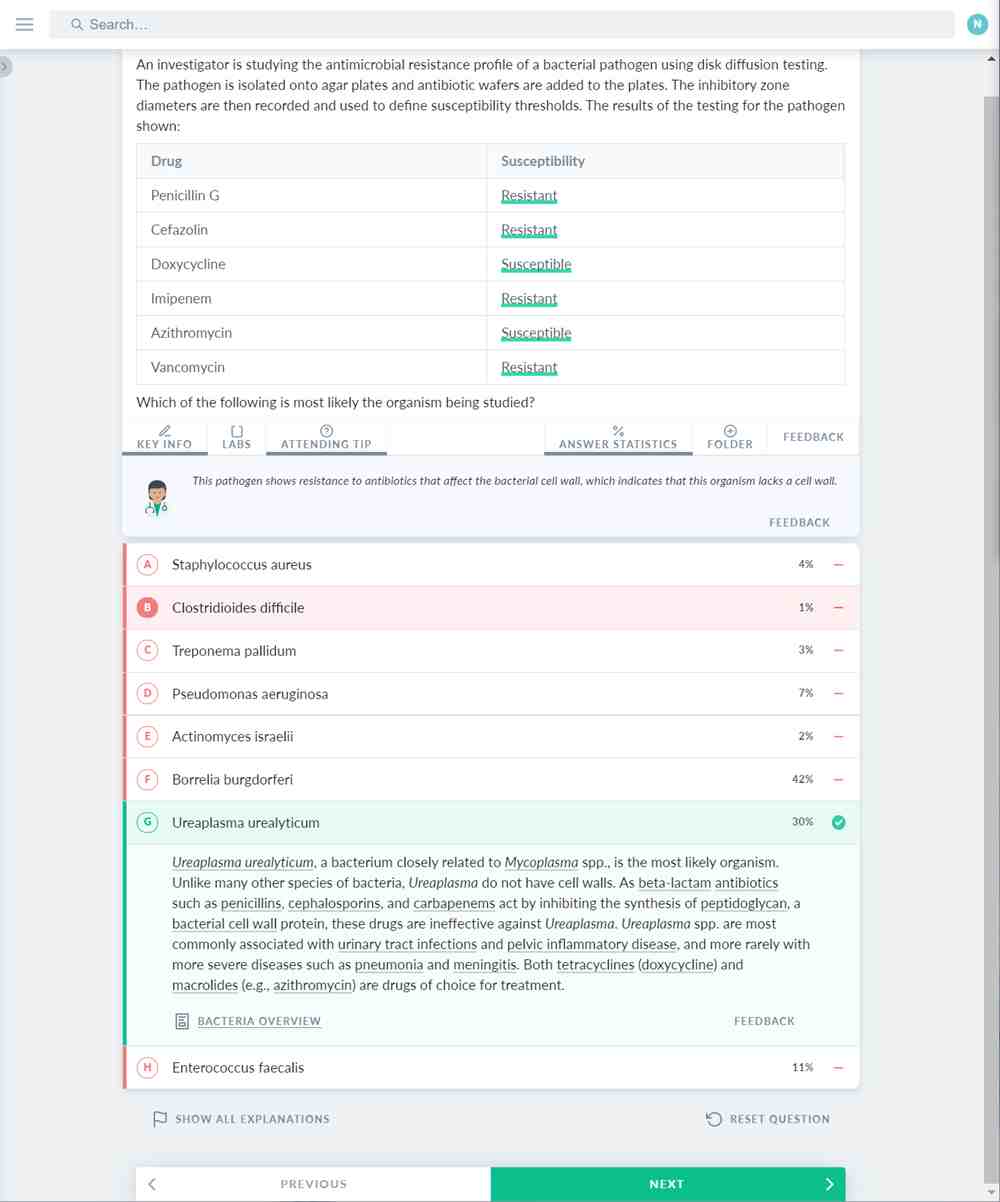 Search…
N
An investigator is studying the antimicrobial resistance profile of a bacterial pathogen using disk diffusion testing.
The pathogen is isolated onto agar plates and antibiotic wafers are added to the plates. The inhibitory zone
diameters are then recorded and used to define susceptibility thresholds. The results of the testing for the pathogen
shown:
Drug Susceptibility
Penicillin G Resistant
Cefazolin Resistant
Doxycycline Susceptible
Imipenem Resistant
Azithromycin Susceptible
Vancomycin Resistant
Which of the following is most likely the organism being studied?
KEY INFO LABS ATTENDING TIP ANSWER STATISTICS FOLDER FEEDBACK
This pathogen shows resistance to antibiotics that affect the bacterial cell wall, which indicates that this organism lacks a cell wall.
FEEDBACK
A Staphylococcus aureus 4%
B Clostridioides difficile 1%
C Treponema pallidum 3%
D Pseudomonas aeruginosa 7%
E Actinomyces israelii 2%
F Borrelia burgdorferi 42%
G Ureaplasma urealyticum 30%
Ureaplasma urealyticum, a bacterium closely related to Mycoplasma spp., is the most likely organism.
Unlike many other species of bacteria, Ureaplasma do not have cell walls. As beta-lactam antibiotics
such as penicillins, cephalosporins, and carbapenems act by inhibiting the synthesis of peptidoglycan, a
bacterial cell wall protein, these drugs are ineffective against Ureaplasma. Ureaplasma spp. are most
commonly associated with urinary tract infections and pelvic inflammatory disease, and more rarely with
more severe diseases such as pneumonia and meningitis. Both tetracyclines (doxycycline) and
macrolides (e.g., azithromycin) are drugs of choice for treatment.
BACTERIA OVERVIEW FEEDBACK
H Enterococcus faecalis 11%
SHOW ALL EXPLANATIONS RESET QUESTION
PREVIOUS NEXT